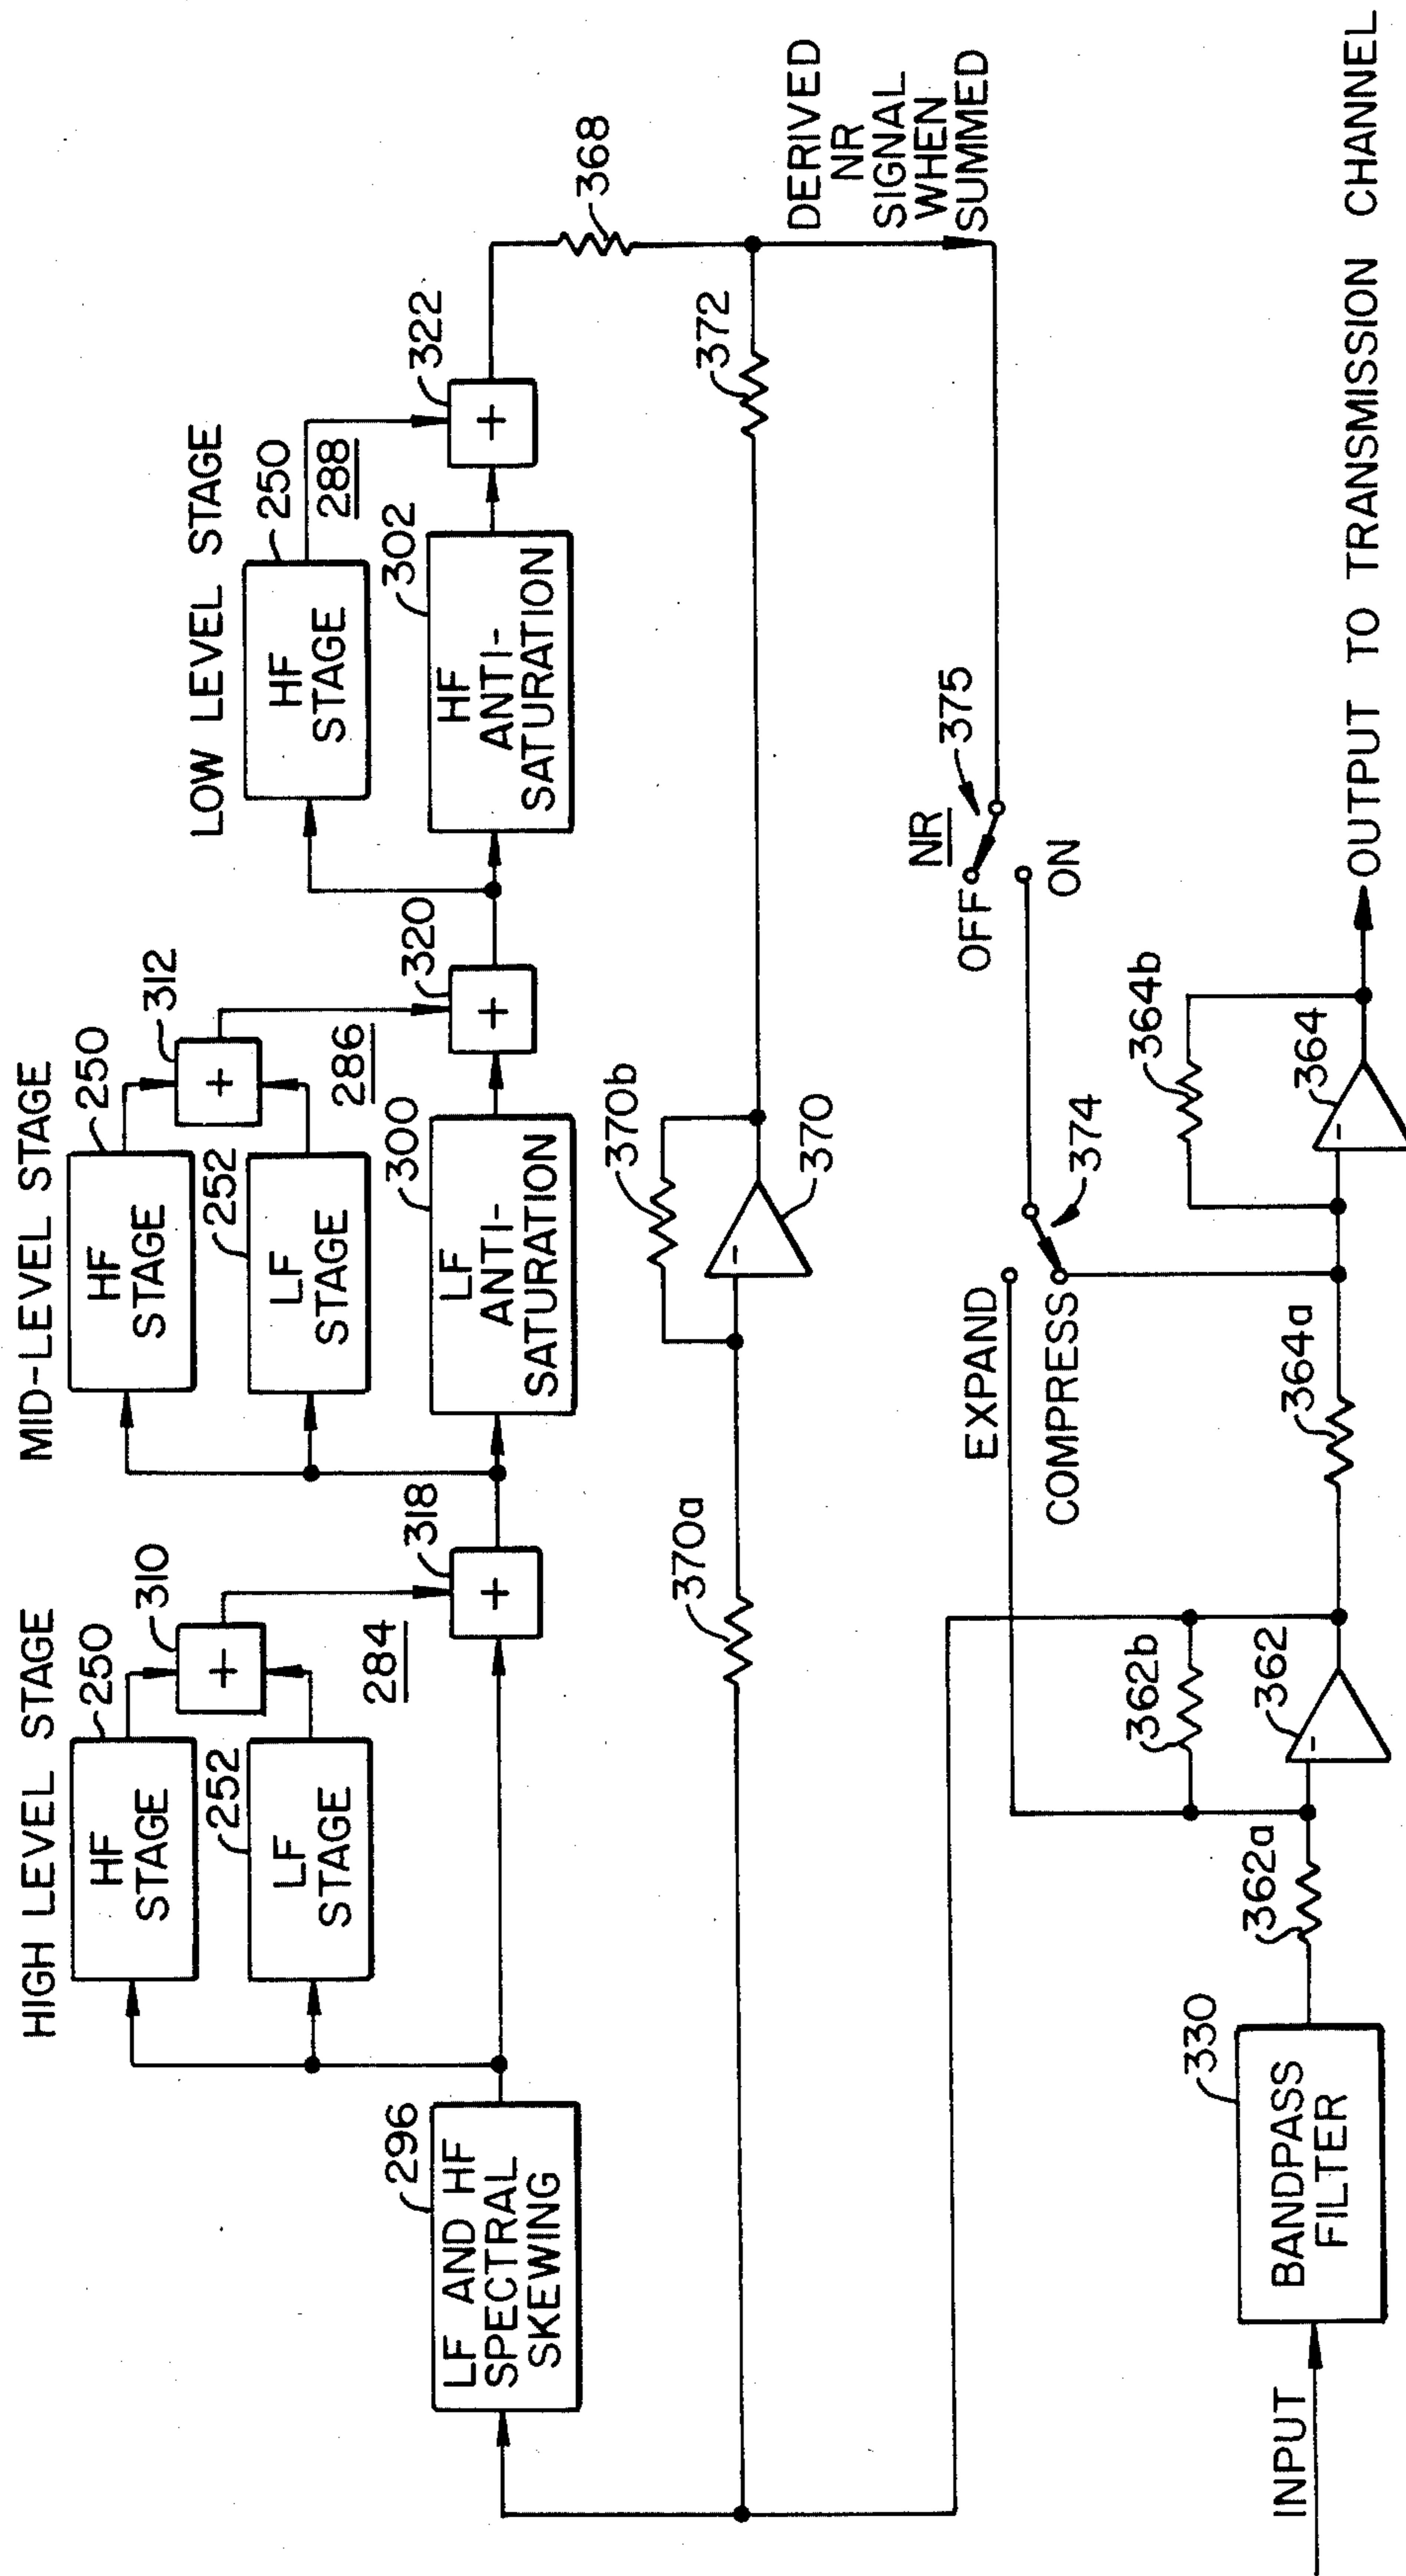 HIGH LEVEL STAGE
MID-LEVEL STAGE
LOW LEVEL STAGE
HF
STAGE
250
310
+
252
LF
STAGE
284
318
+
296
LF AND HF
SPECTRAL
SKEWING
HF
STAGE
250
312
+
252
LF
STAGE
286
320
+
300
LF
ANTI-
SATURATION
HF
STAGE
250
288
322
+
302
HF
ANTI-
SATURATION
368
370a
370b
-
370
372
DERIVED
NR
SIGNAL
WHEN
SUMMED
EXPAND
COMPRESS
374
NR
OFF
ON
375
INPUT
330
BANDPASS
FILTER
362a
362b
-
362
364a
364b
-
364
OUTPUT TO TRANSMISSION CHANNEL